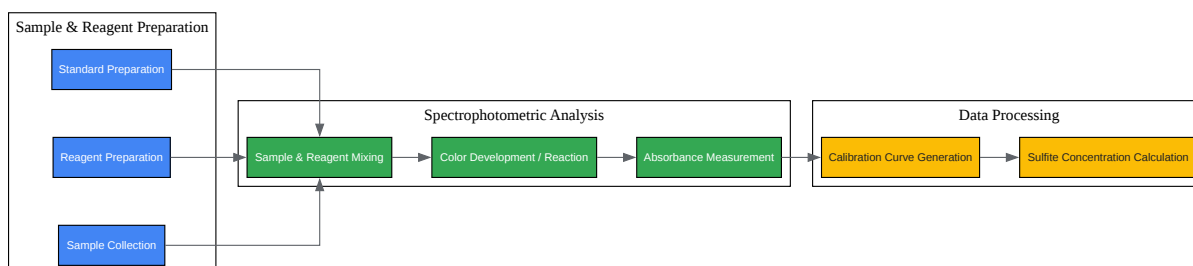 Sample & Reagent Preparation
Standard Preparation
Reagent Preparation
Sample Collection
Spectrophotometric Analysis
Sample & Reagent Mixing
Color Development / Reaction
Absorbance Measurement
Data Processing
Calibration Curve Generation
Sulfite Concentration Calculation